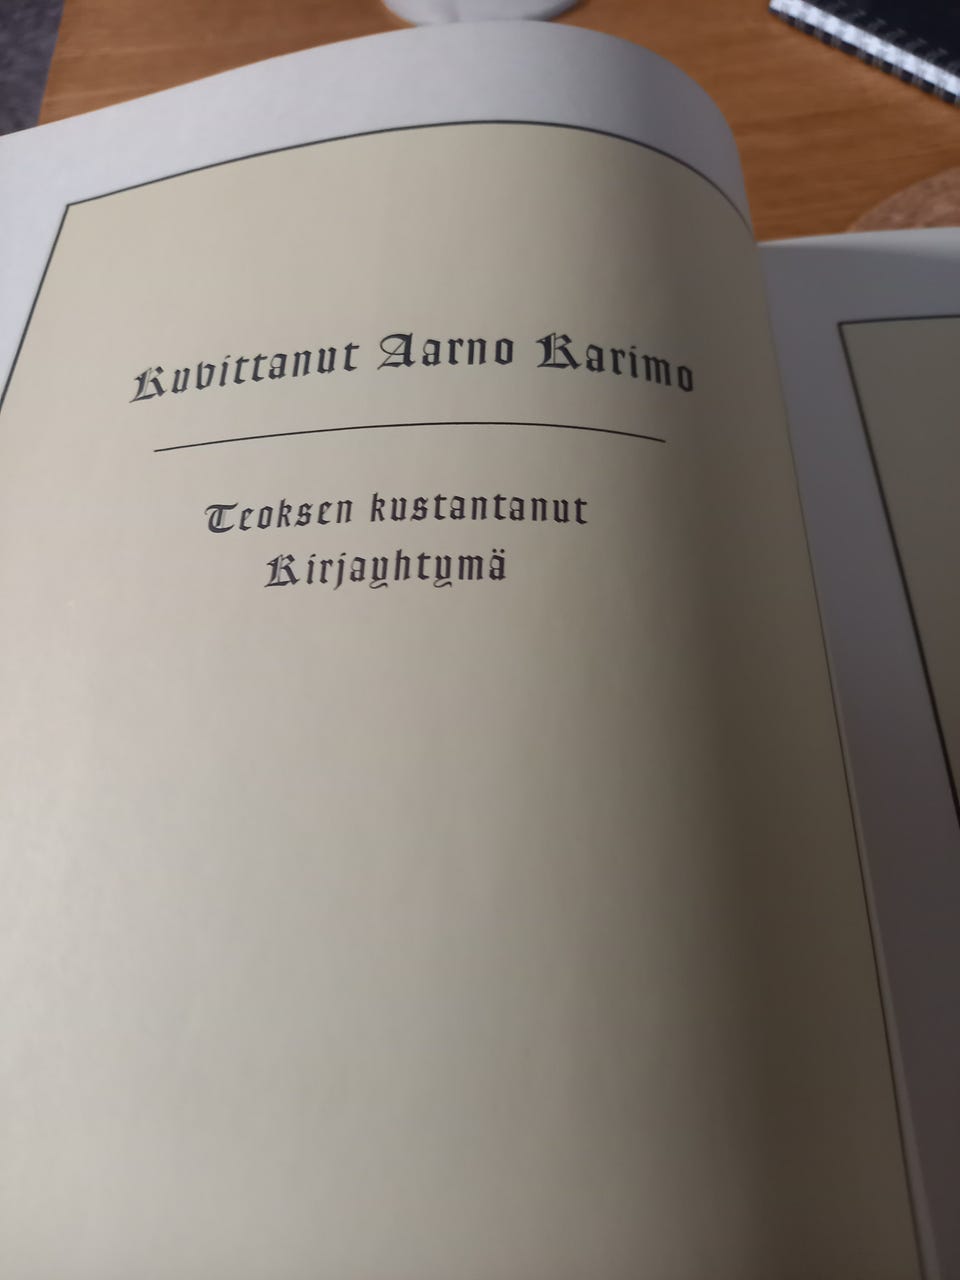 Kuvittanut Aarno Karimo
Teoksen kustantanut
Kirjayhtymä